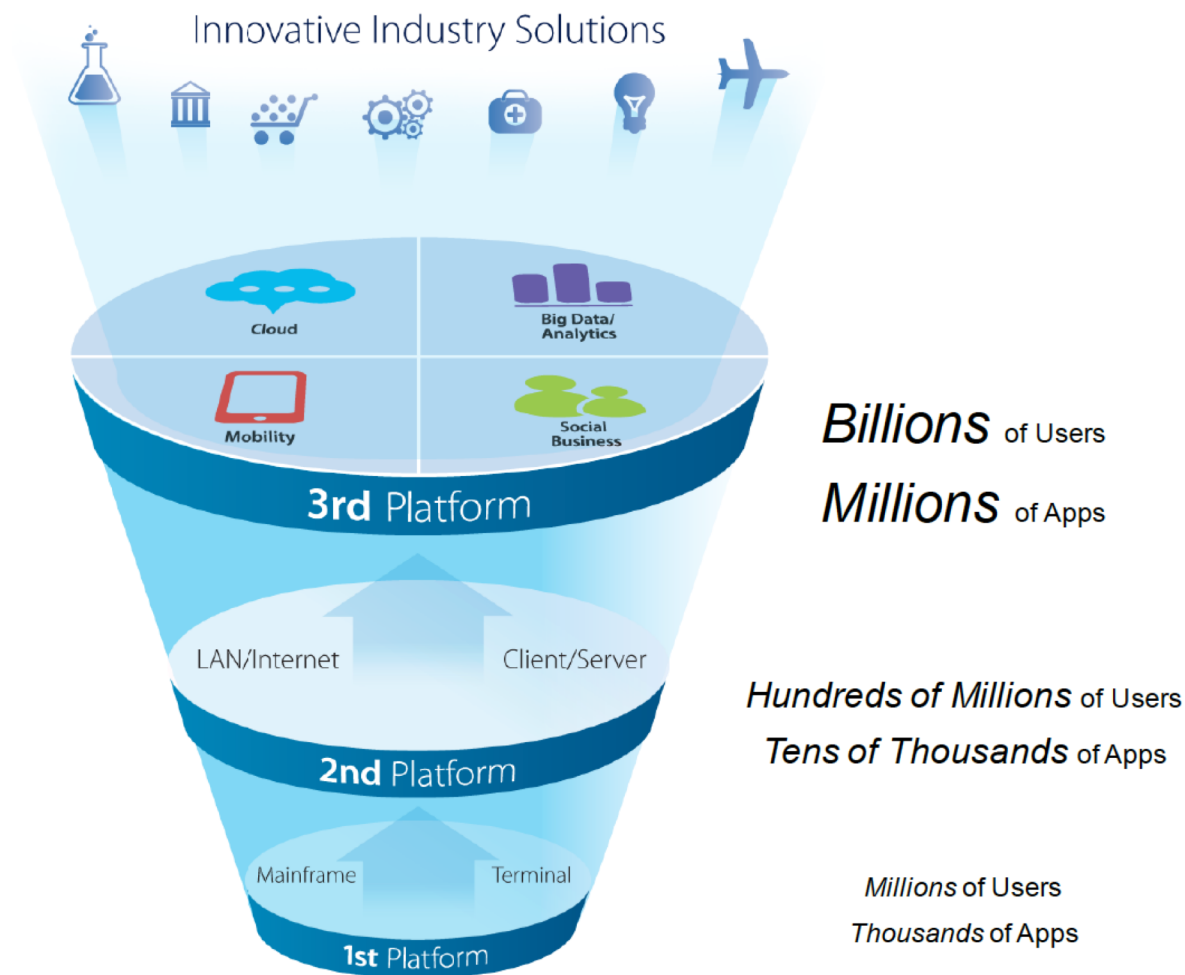 Innovative Industry Solutions
Cloud
Big Data/
Analytics
Mobility
Social
Business
3rd Platform
Billions of Users
Millions of Apps
LAN/Internet
Client/Server
2nd Platform
Hundreds of Millions of Users
Tens of Thousands of Apps
Mainframe
Terminal
1st Platform
Millions of Users
Thousands of Apps